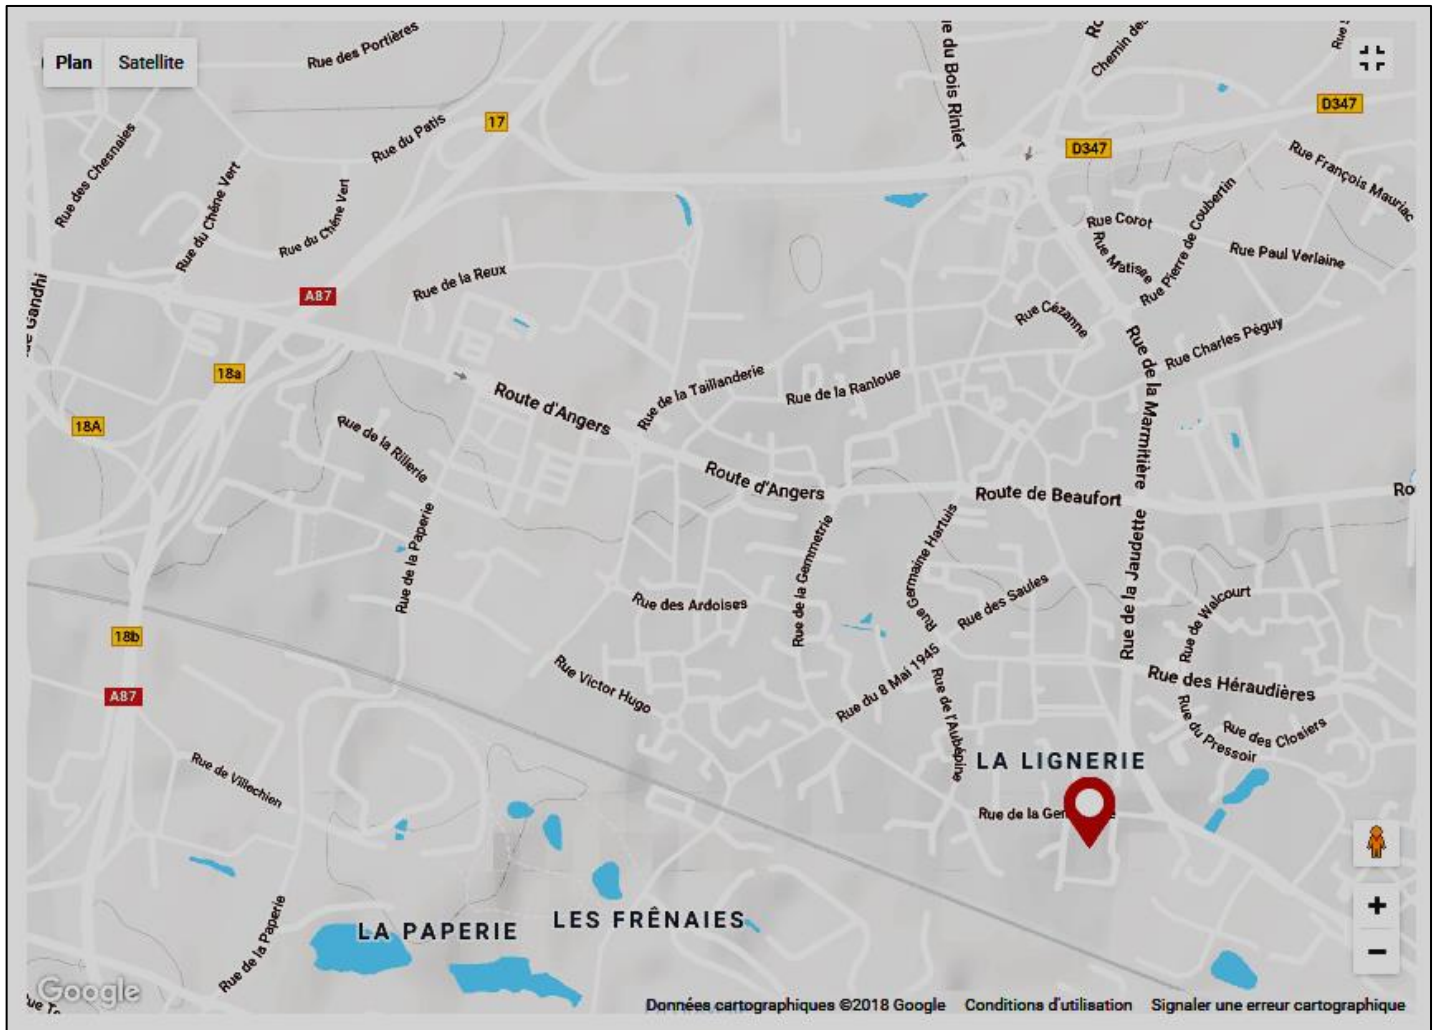 Plan
Satellite
Rue des Portières
Rue du Patis
17
Chemin des
D347
D347
Rue des Chesnaies
Rue du Chêne Vert
Rue du Chêne Vert
Rue François Mauriac
Rue Corot
Rue Matisse
Rue Pierre de Coubertin
Rue Paul Verlaine
A87
Rue de la Reux
Rue Cézanne
Rue Charles Péguy
Rue de la Marmitière
18a
18A
Route d'Angers
Rue de la Taillanderie
Rue de la Ranloue
Rue de la Rillerie
Route d'Angers
Route de Beaufort
Rue de la Paperie
Rue de la Gemmetrie
Rue Germaine Hartuis
Rue des Saules
Rue de la Jaudette
Rue de Walcourt
Rue des Ardoises
18b
A87
Rue Victor Hugo
Rue du 8 Mai 1945
Rue de l'Aubépine
Rue des Héraudières
Rue du Pressoir
Rue des Closiers
Rue de Villechien
LA LIGNERIE
Rue de la Gem
LA PAPERIE
LES FRÊNAIES
Rue de la Paperie
Google
Données cartographiques ©2018 Google
Conditions d'utilisation
Signaler une erreur cartographique